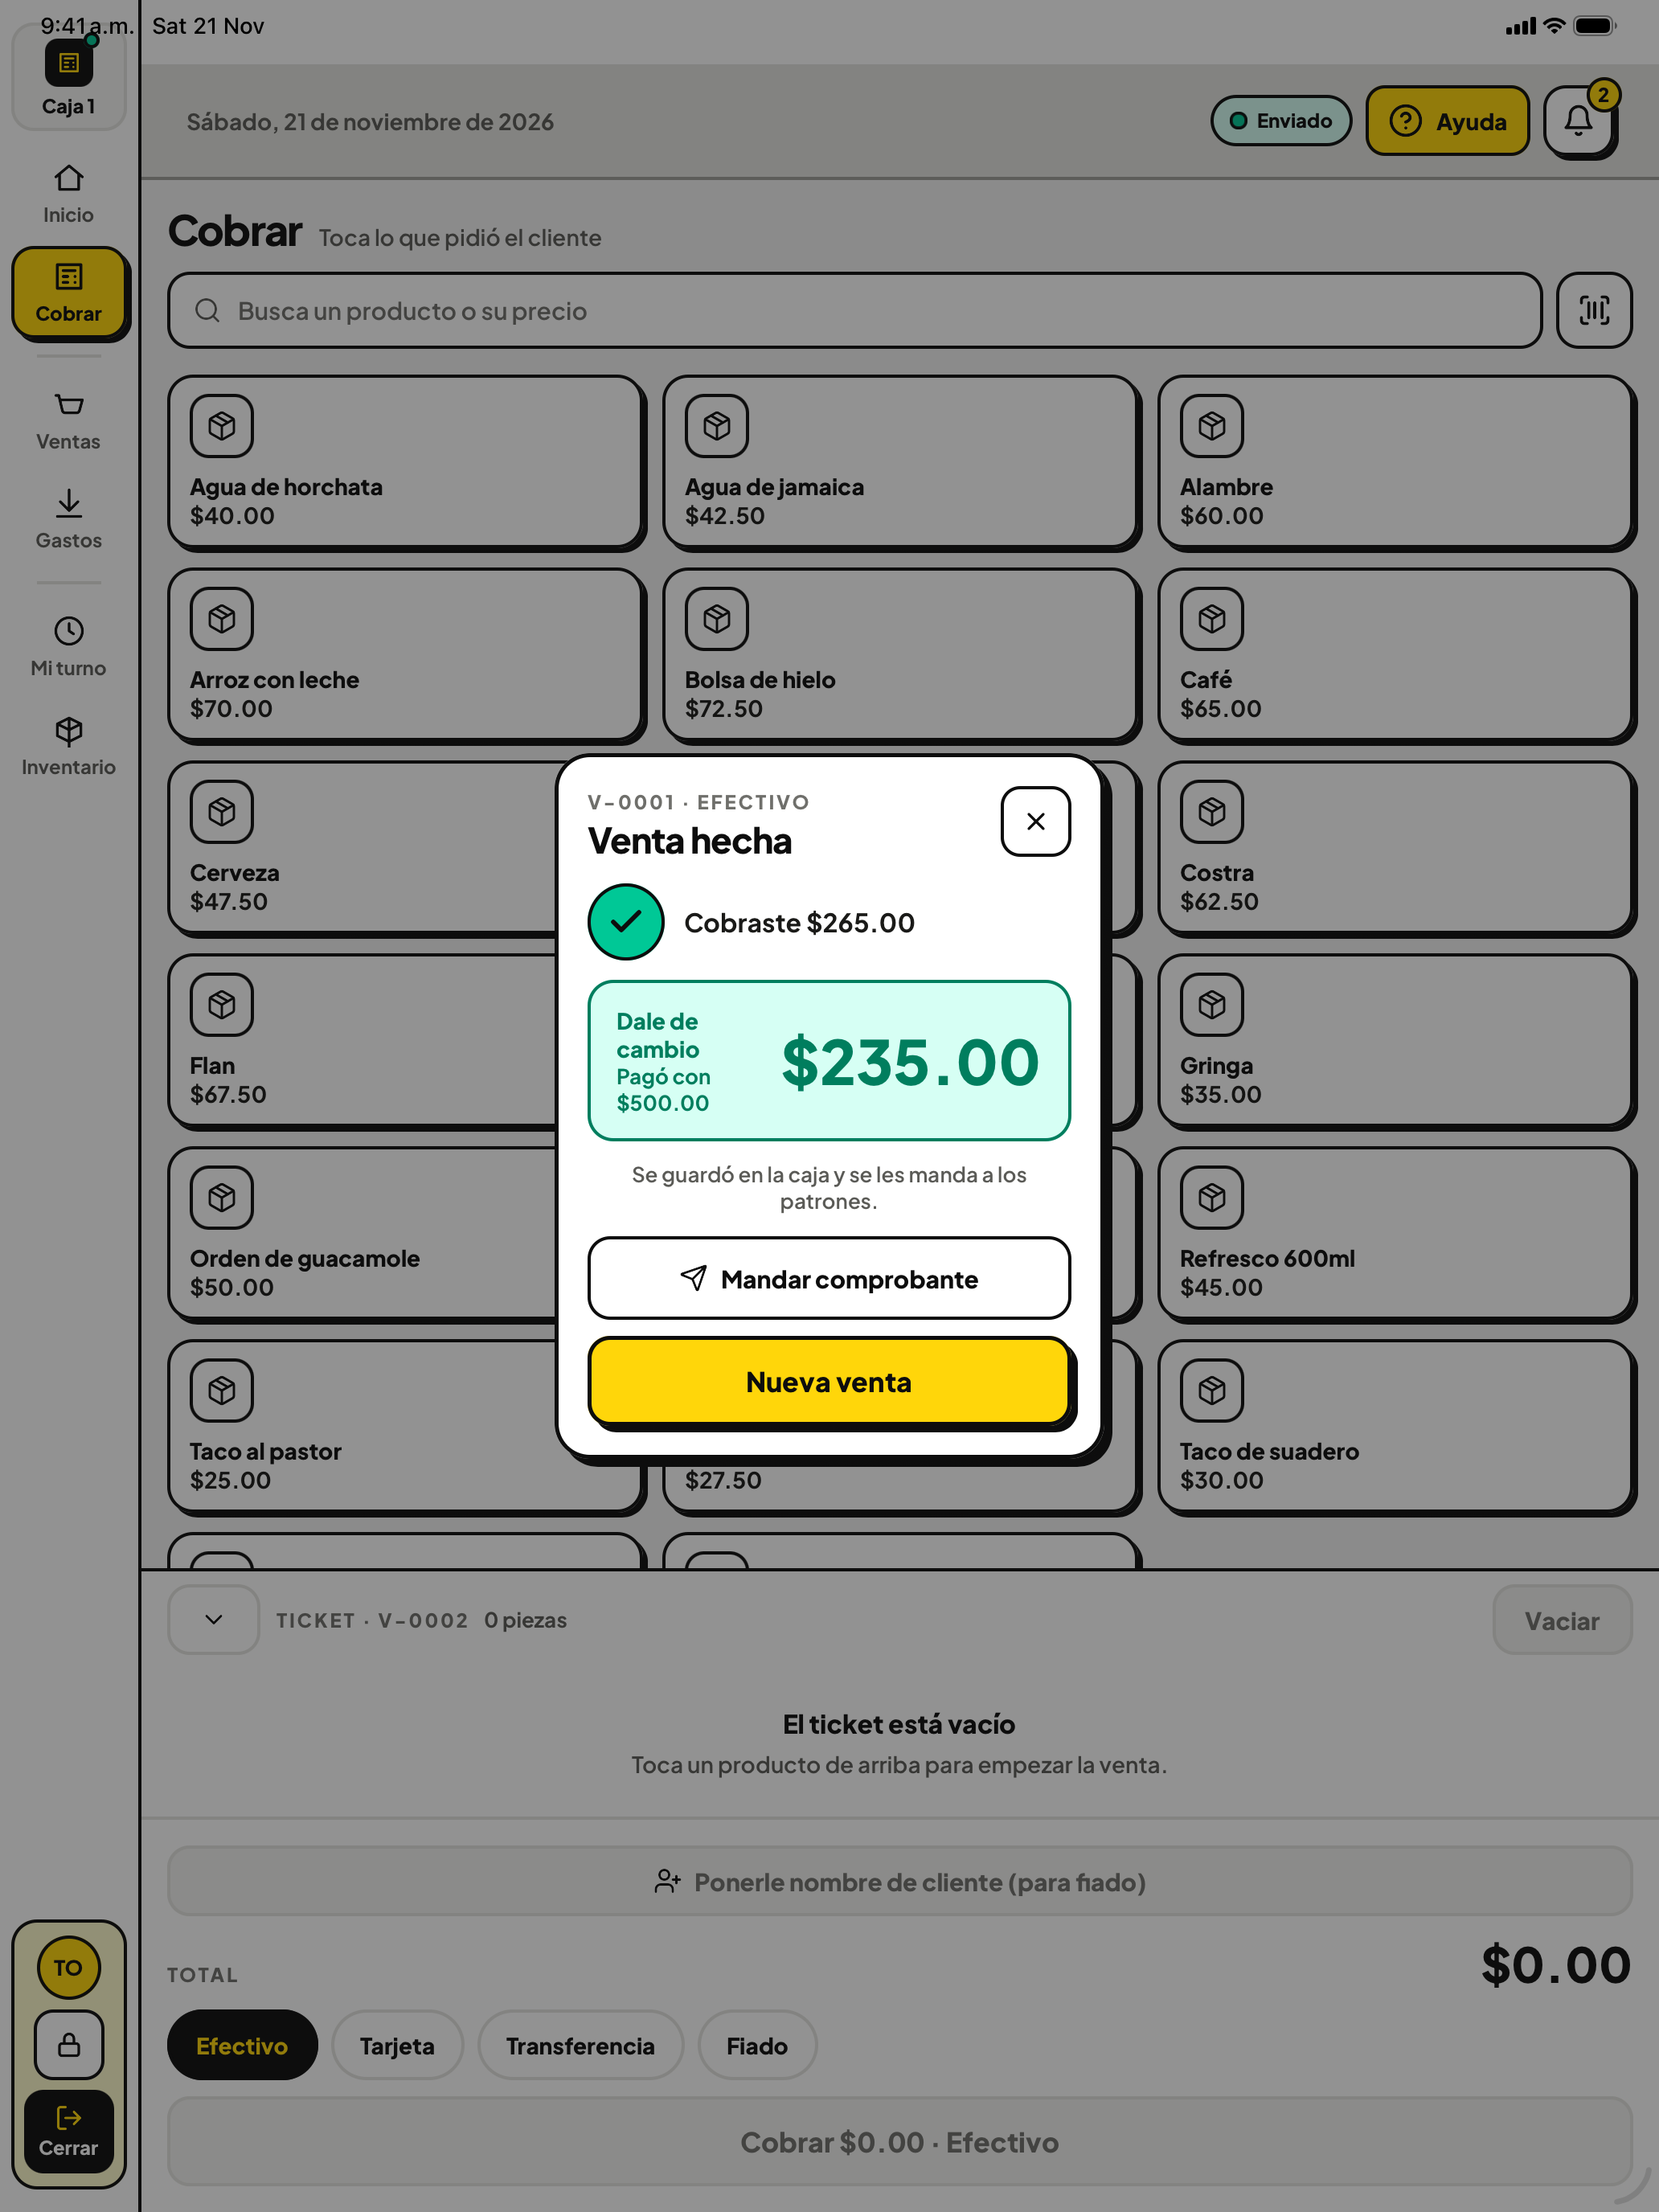 9:41 a.m. Sat 21 Nov
Caja 1
Inicio
Cobrar
Ventas
Gastos
Mi turno
Inventario
TO
Cerrar
Sábado, 21 de noviembre de 2026
Enviado
Ayuda
2
Cobrar Toca lo que pidió el cliente
Busca un producto o su precio
Agua de horchata
$40.00
Agua de jamaica
$42.50
Alambre
$60.00
Arroz con leche
$70.00
Bolsa de hielo
$72.50
Café
$65.00
Cerveza
$47.50
Costra
$62.50
Flan
$67.50
Gringa
$35.00
Orden de guacamole
$50.00
Refresco 600ml
$45.00
Taco al pastor
$25.00
$27.50
Taco de suadero
$30.00
V-0001 · EFECTIVO
Venta hecha
Cobraste $265.00
Dale de
cambio
Pagó con
$500.00
$235.00
Se guardó en la caja y se les manda a los
patrones.
Mandar comprobante
Nueva venta
TICKET · V-0002 0 piezas
Vaciar
El ticket está vacío
Toca un producto de arriba para empezar la venta.
Ponerle nombre de cliente (para fiado)
TOTAL
$0.00
Efectivo
Tarjeta
Transferencia
Fiado
Cobrar $0.00 · Efectivo